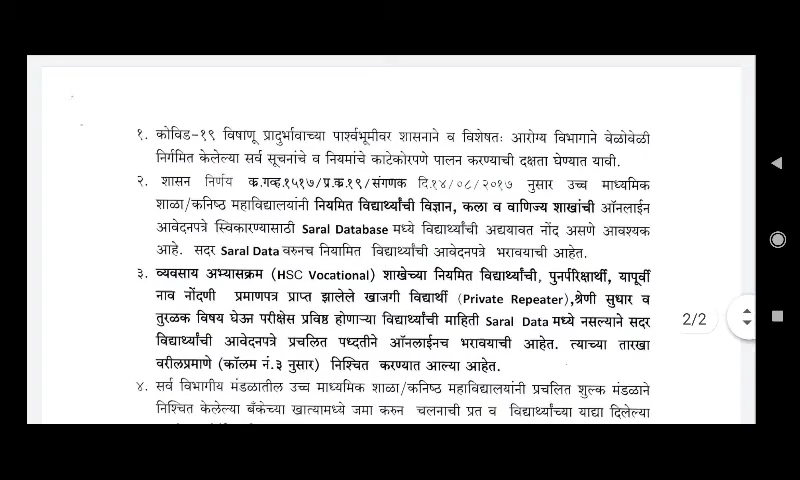 १. कोविड-१९ विषाणू प्रादुर्भावाच्या पार्श्वभूमीवर शासनाने व विशेषतः आरोग्य विभागाने वेळोवेळी
निर्गमित केलेल्या सर्व सूचनांचे व नियमांचे काटेकोरपणे पालन करण्याची दक्षता घेण्यात यावी.
२. शासन निर्णय क.गव्ह.१५१७/प्र.क.१९/संगणक दि.१४/०८/२०१७ नुसार उच्च माध्यमिक
शाळा/कनिष्ठ महाविद्यालयांनी नियमित विद्यार्थ्यांची विज्ञान, कला व वाणिज्य शाखांची ऑनलाईन
आवेदनपत्रे स्विकारण्यासाठी Saral Database मध्ये विद्यार्थ्यांची अद्ययावत नोंद असणे आवश्यक
आहे. सदर Saral Data वरुनच नियामित विद्यार्थ्यांची आवेदनपत्रे भरावयाची आहेत.
३. व्यवसाय अभ्यासक्रम (HSC Vocational) शाखेच्या नियमित विद्यार्थ्यांची, पुनर्परिक्षार्थी, यापूर्वी
नाव नोंदणी प्रमाणपत्र प्राप्त झालेले खाजगी विद्यार्थी (Private Repeater),श्रेणी सुधार व
तुरळक विषय घेऊन परीक्षेस प्रविष्ठ होणाऱ्या विद्यार्थ्यांची माहिती Saral Data मध्ये नसल्याने सदर
विद्यार्थ्यांची आवेदनपत्रे प्रचलित पध्दतीने ऑनलाईनच भरावयाची आहेत. त्याच्या तारखा
वरीलप्रमाणे (कॉलम नं.३ नुसार) निश्चित करण्यात आल्या आहेत.
४. सर्व विभागीय मंडळातील उच्च माध्यमिक शाळा/कनिष्ठ महाविद्यालयांनी प्रचलित शुल्क मंडळाने
निश्चित केलेल्या बँकेच्या खात्यामध्ये जमा करुन चलनाची प्रत व विद्यार्थ्यांच्या याद्या दिलेल्या
2/2